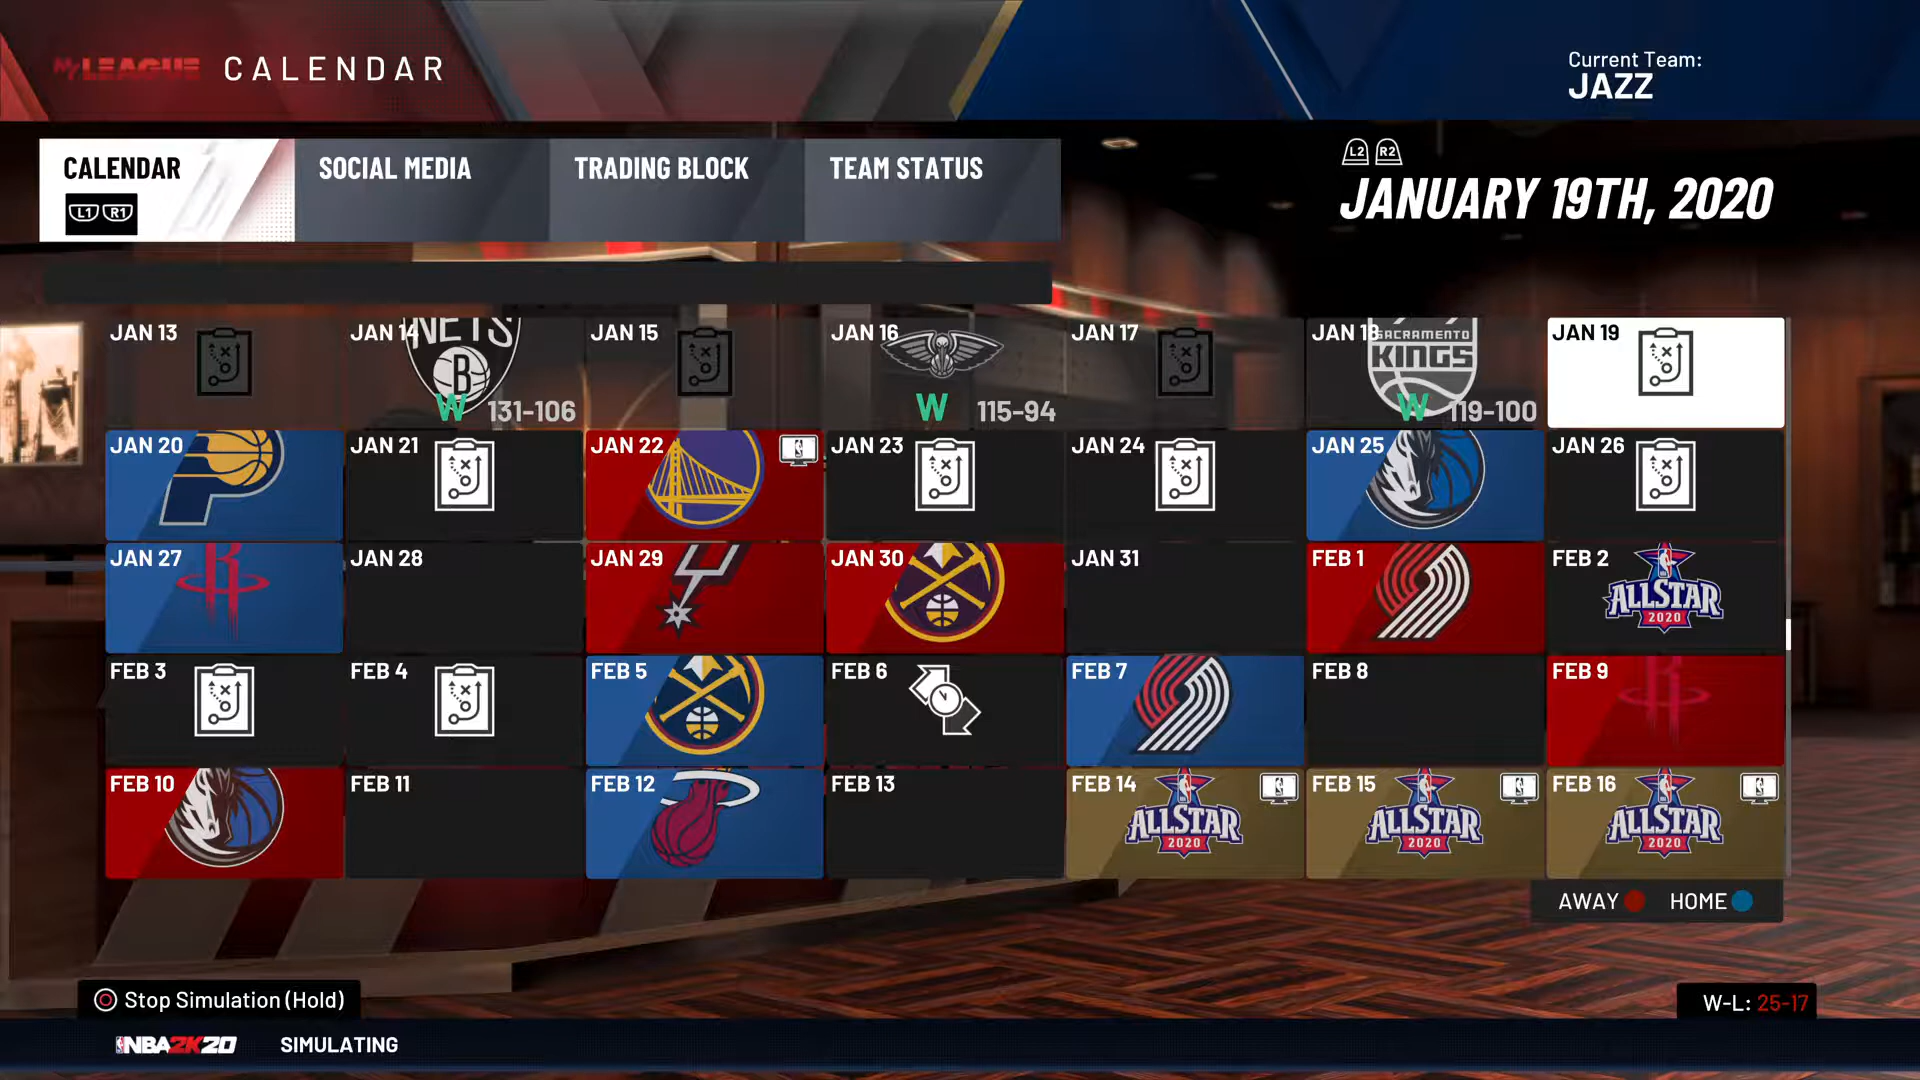 MyLEAGUE CALENDAR
Current Team:
JAZZ
CALENDAR
L1 R1
SOCIAL MEDIA
TRADING BLOCK
TEAM STATUS
L2 R2
JANUARY 19TH, 2020
JAN 13
JAN 14
NETS
B
W 131-106
JAN 15
JAN 16
W 115-94
JAN 17
JAN 18
SACRAMENTO
KINGS
W 119-100
JAN 19
JAN 20
JAN 21
JAN 22
JAN 23
JAN 24
JAN 25
JAN 26
JAN 27
R
JAN 28
JAN 29
JAN 30
JAN 31
FEB 1
FEB 2
ALLSTAR
2020
FEB 3
FEB 4
FEB 5
FEB 6
FEB 7
FEB 8
FEB 9
R
FEB 10
FEB 11
FEB 12
FEB 13
FEB 14
ALLSTAR
2020
FEB 15
ALLSTAR
2020
FEB 16
ALLSTAR
2020
AWAY HOME
Stop Simulation (Hold)
W-L: 25-17
NBA2K20 SIMULATING